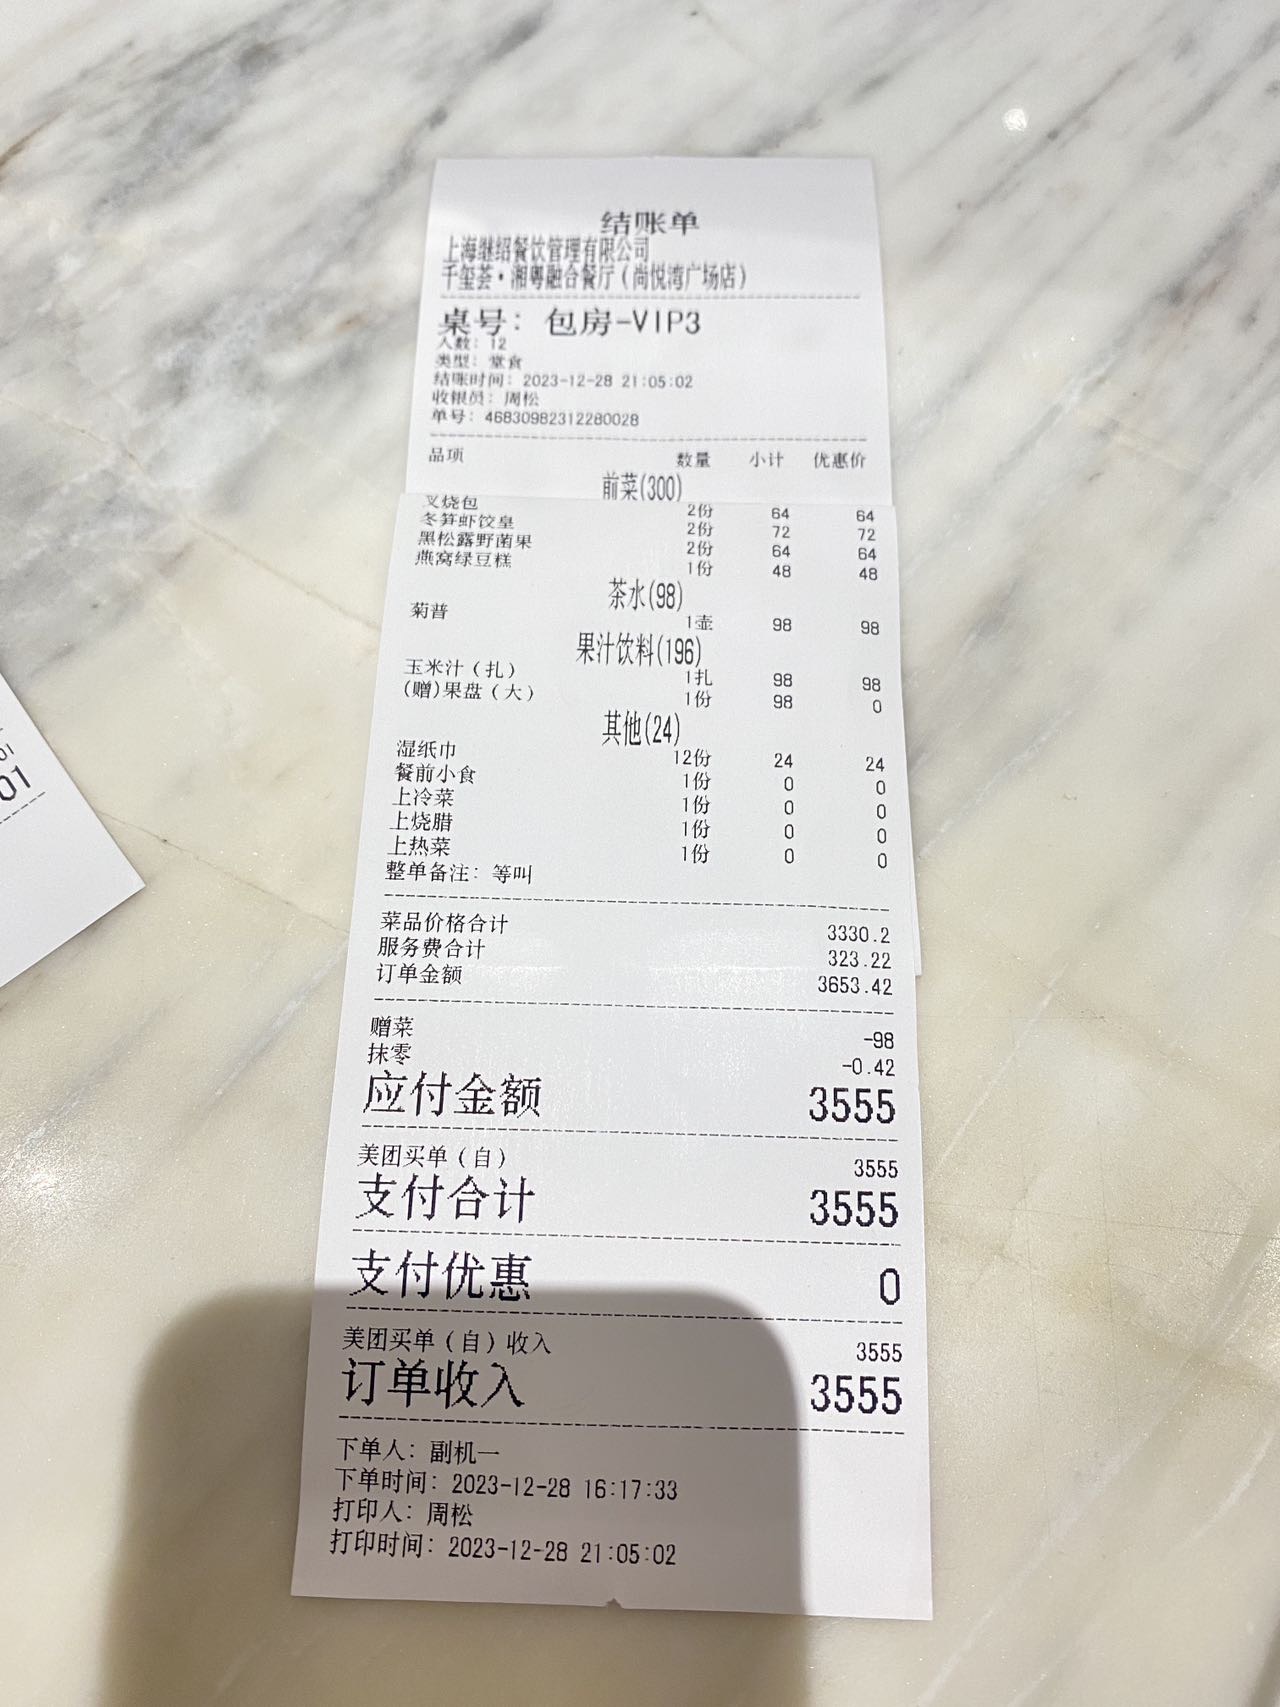 结账单
上海继绍餐饮管理有限公司
千玺荟·湘粤融合餐厅（尚悦湾广场店）
桌号： 包房-VIP3
人数： 12
类型： 堂食
结账时间： 2023-12-28 21:05:02
收银员： 周松
单号： 46830982312280028
品项 数量 小计 优惠价
前菜(300)
叉烧包 2份 64 64
冬笋虾饺皇 2份 72 72
黑松露野菌果 2份 64 64
燕窝绿豆糕 1份 48 48
茶水(98)
菊普 1壶 98 98
果汁饮料(196)
玉米汁（扎） 1扎 98 98
(赠)果盘（大） 1份 98 0
其他(24)
湿纸巾 12份 24 24
餐前小食 1份 0 0
上冷菜 1份 0 0
上烧腊 1份 0 0
上热菜 1份 0 0
整单备注： 等叫
菜品价格合计 3330.2
服务费合计 323.22
订单金额 3653.42
赠菜 -98
抹零 -0.42
应付金额 3555
美团买单（自） 3555
支付合计 3555
支付优惠 0
美团买单（自）收入 3555
订单收入 3555
下单人： 副机一
下单时间： 2023-12-28 16:17:33
打印人： 周松
打印时间： 2023-12-28 21:05:02
01
01